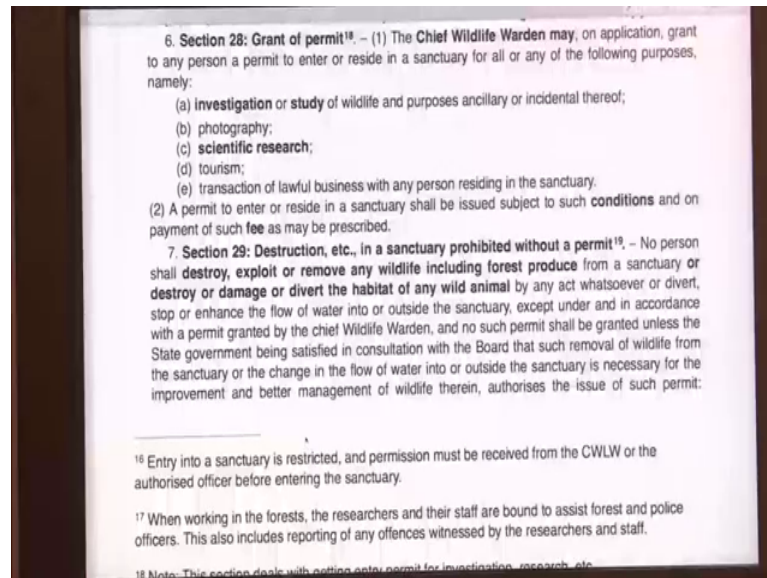 6. Section 28: Grant of permit¹⁸. – (1) The Chief Wildlife Warden may, on application, grant
to any person a permit to enter or reside in a sanctuary for all or any of the following purposes,
namely:
(a) investigation or study of wildlife and purposes ancillary or incidental thereof;
(b) photography;
(c) scientific research;
(d) tourism;
(e) transaction of lawful business with any person residing in the sanctuary.
(2) A permit to enter or reside in a sanctuary shall be issued subject to such conditions and on
payment of such fee as may be prescribed.
7. Section 29: Destruction, etc., in a sanctuary prohibited without a permit¹⁹. – No person
shall destroy, exploit or remove any wildlife including forest produce from a sanctuary or
destroy or damage or divert the habitat of any wild animal by any act whatsoever or divert,
stop or enhance the flow of water into or outside the sanctuary, except under and in accordance
with a permit granted by the chief Wildlife Warden, and no such permit shall be granted unless the
State government being satisfied in consultation with the Board that such removal of wildlife from
the sanctuary or the change in the flow of water into or outside the sanctuary is necessary for the
improvement and better management of wildlife therein, authorises the issue of such permit:
¹⁶ Entry into a sanctuary is restricted, and permission must be received from the CWLW or the
authorised officer before entering the sanctuary.
¹⁷ When working in the forests, the researchers and their staff are bound to assist forest and police
officers. This also includes reporting of any offences witnessed by the researchers and staff.
¹⁸ Note: This section deals with getting entry permit for investigation, research, etc